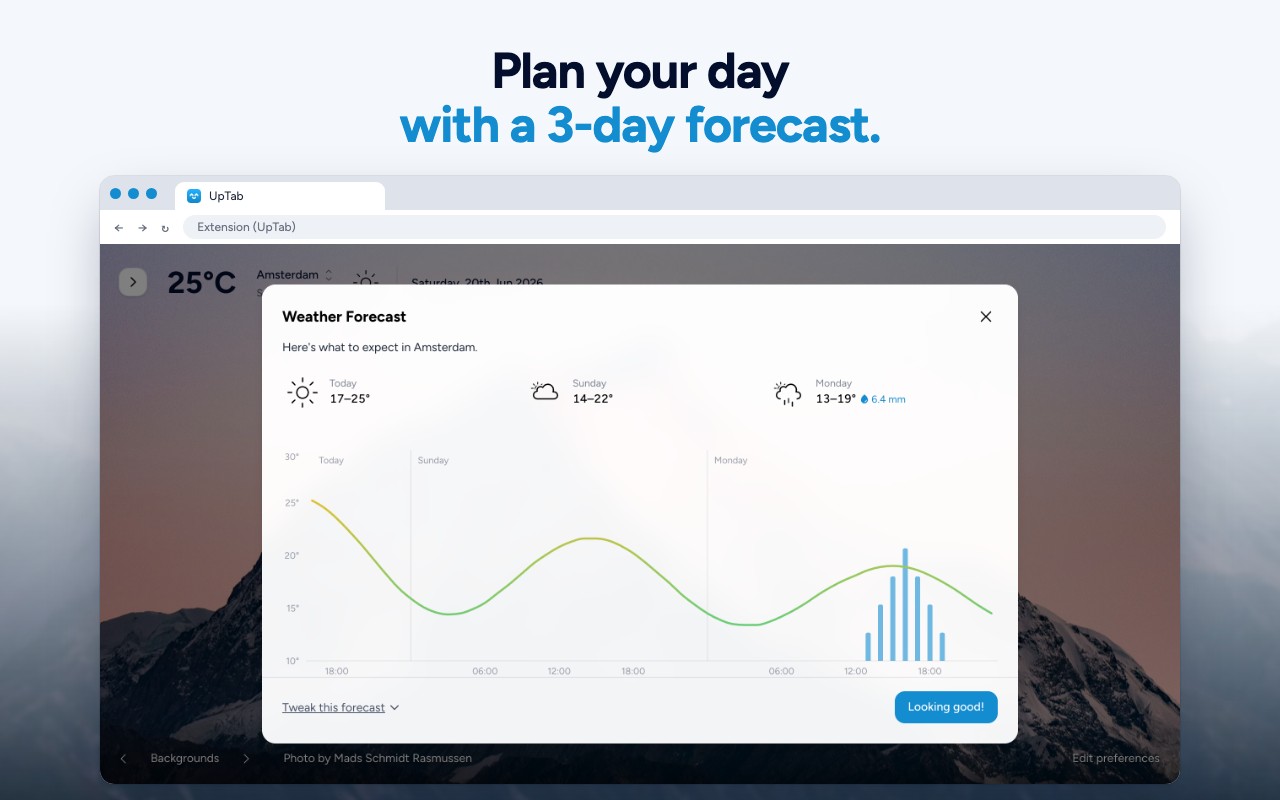 Plan your day
with a 3-day forecast.
UpTab
Extension (UpTab)
25°C
Amsterdam
Saturday, 20th Jun 2026
Weather Forecast
Here's what to expect in Amsterdam.
Today
17–25°
Sunday
14–22°
Monday
13–19° 6.4 mm
30°
Today
Sunday
Monday
25°
20°
15°
10°
18:00
06:00
12:00
18:00
06:00
12:00
18:00
Tweak this forecast
Looking good!
Backgrounds
Photo by Mads Schmidt Rasmussen
Edit preferences